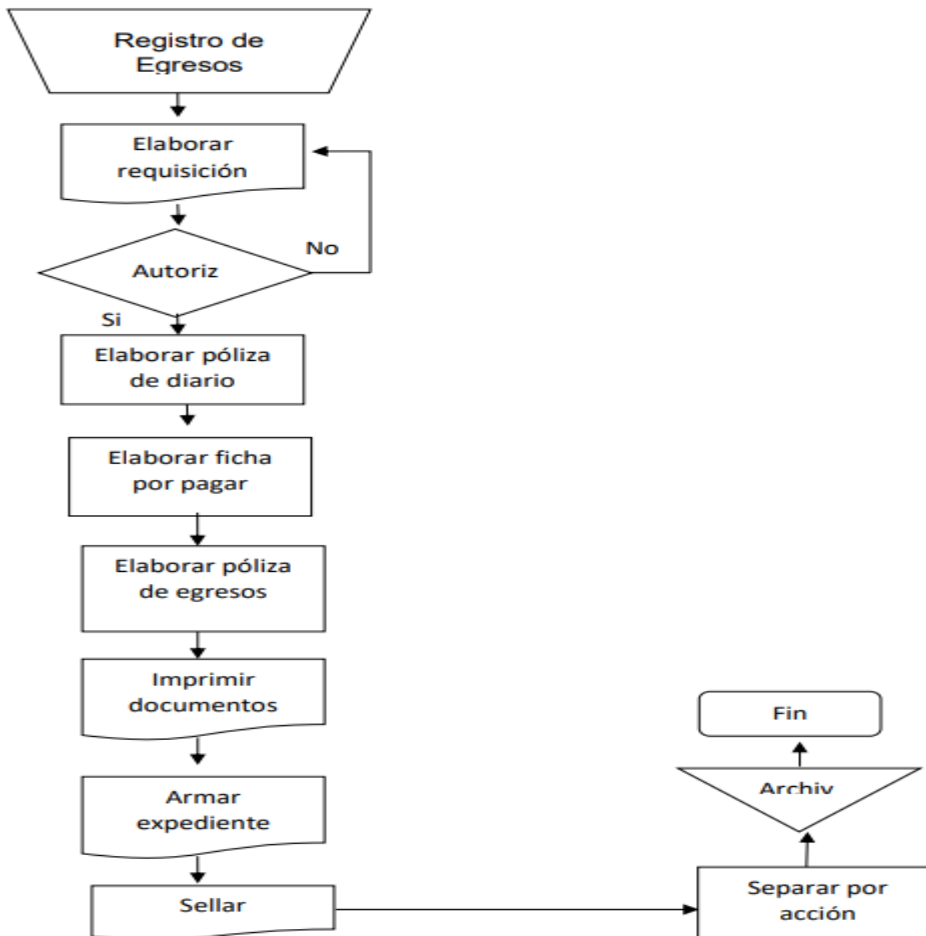 Registro de
Egresos
Elaborar
requisición
No
Autoriz
Si
Elaborar póliza
de diario
Elaborar ficha
por pagar
Elaborar póliza
de egresos
Imprimir
documentos
Armar
expediente
Sellar
Separar por
acción
Archiv
Fin